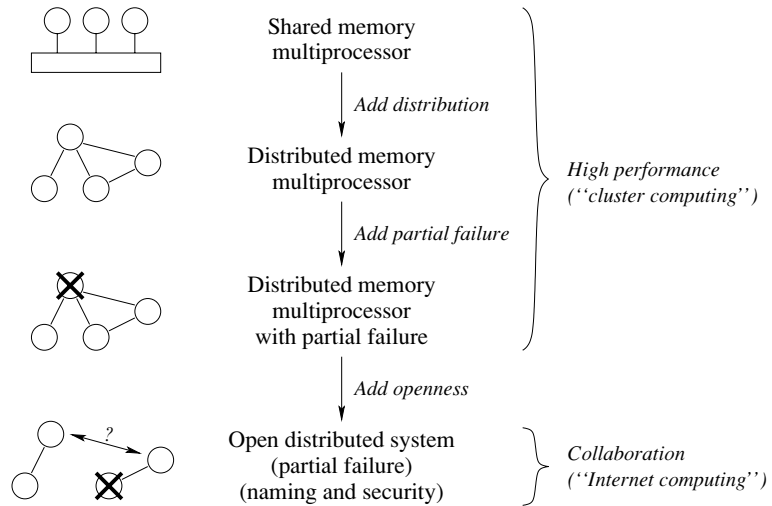 Shared memory
multiprocessor
Add distribution
Distributed memory
multiprocessor
High performance
(‘‘cluster computing’’)
Add partial failure
Distributed memory
multiprocessor
with partial failure
Add openness
?
Open distributed system
(partial failure)
(naming and security)
Collaboration
(‘‘Internet computing’’)